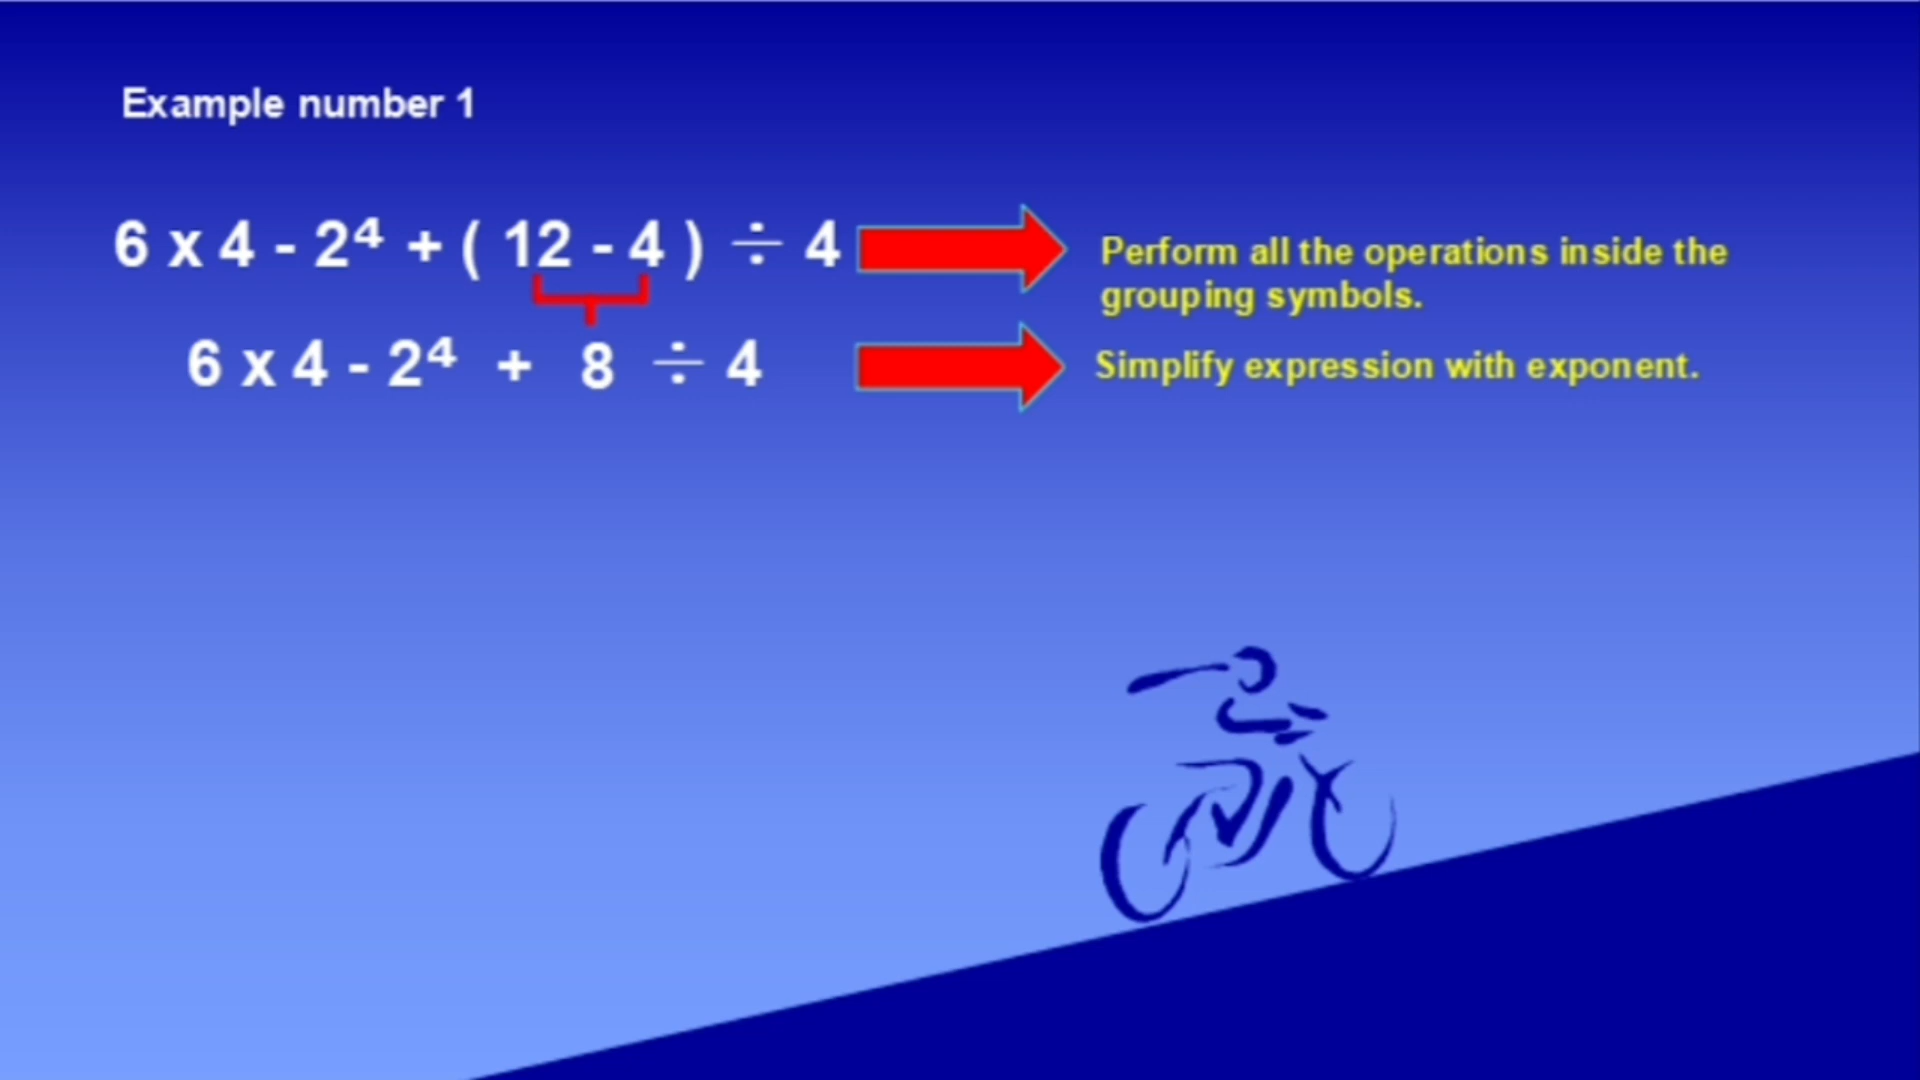 Example number 1
6 x 4 - 2⁴ + ( 12 - 4 ) ÷ 4
Perform all the operations inside the
grouping symbols.
6 x 4 - 2⁴ + 8 ÷ 4
Simplify expression with exponent.